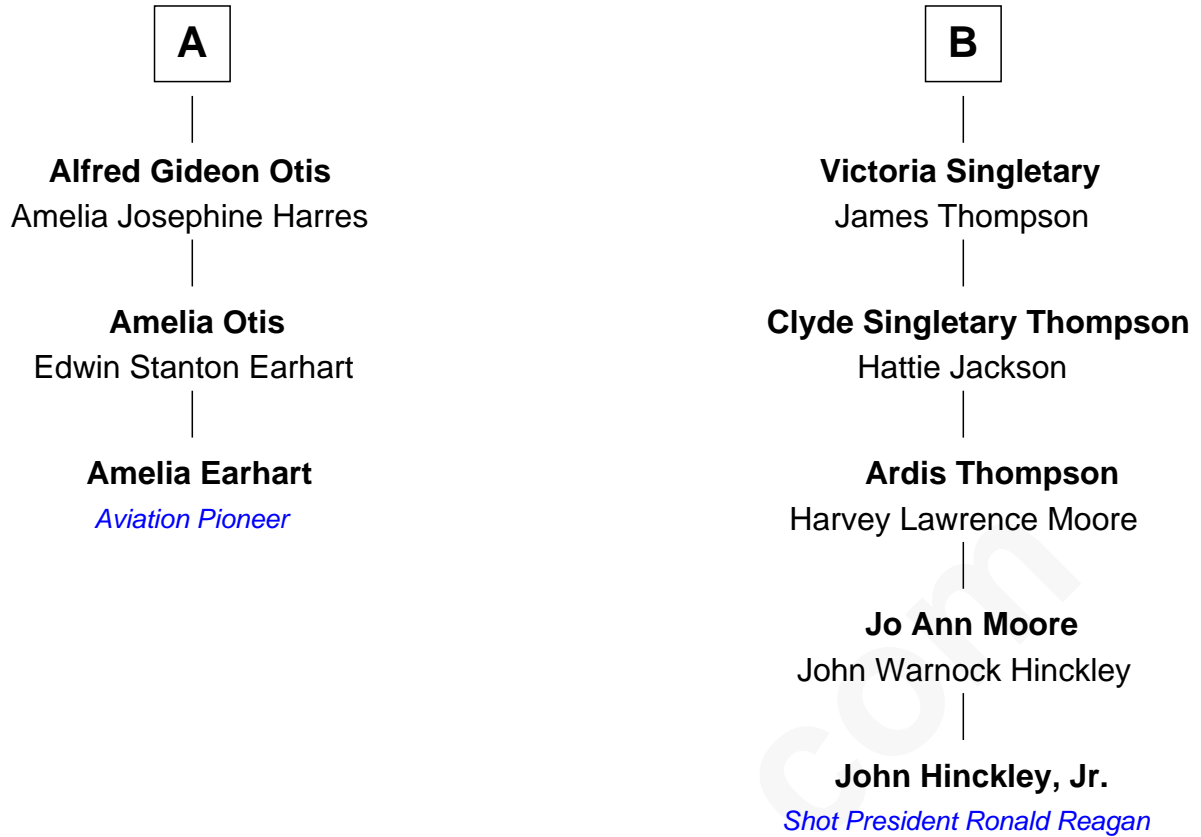 A
Alfred Gideon Otis
Amelia Josephine Harres
Amelia Otis
Edwin Stanton Earhart
Amelia Earhart
Aviation Pioneer
B
Victoria Singletary
James Thompson
Clyde Singletary Thompson
Hattie Jackson
Ardis Thompson
Harvey Lawrence Moore
Jo Ann Moore
John Warnock Hinckley
John Hinckley, Jr.
Shot President Ronald Reagan
com